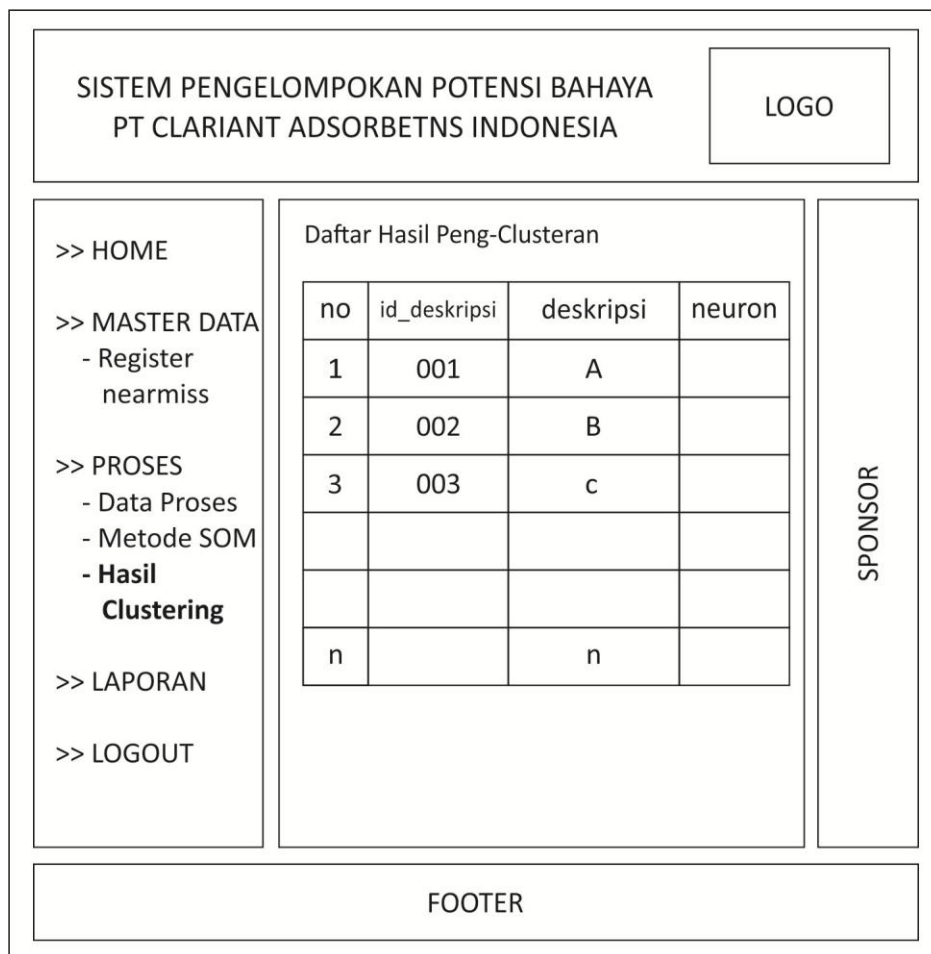 SISTEM PENGELOMPOKAN POTENSI BAHAYA
PT CLARIANT ADSORBETNS INDONESIA
LOGO
>> HOME
>> MASTER DATA
- Register
nearmiss
>> PROSES
- Data Proses
- Metode SOM
- Hasil
Clustering
>> LAPORAN
>> LOGOUT
Daftar Hasil Peng-Clusteran
no id_deskripsi deskripsi neuron
1 001 A
2 002 B
3 003 c
n n
SPONSOR
FOOTER